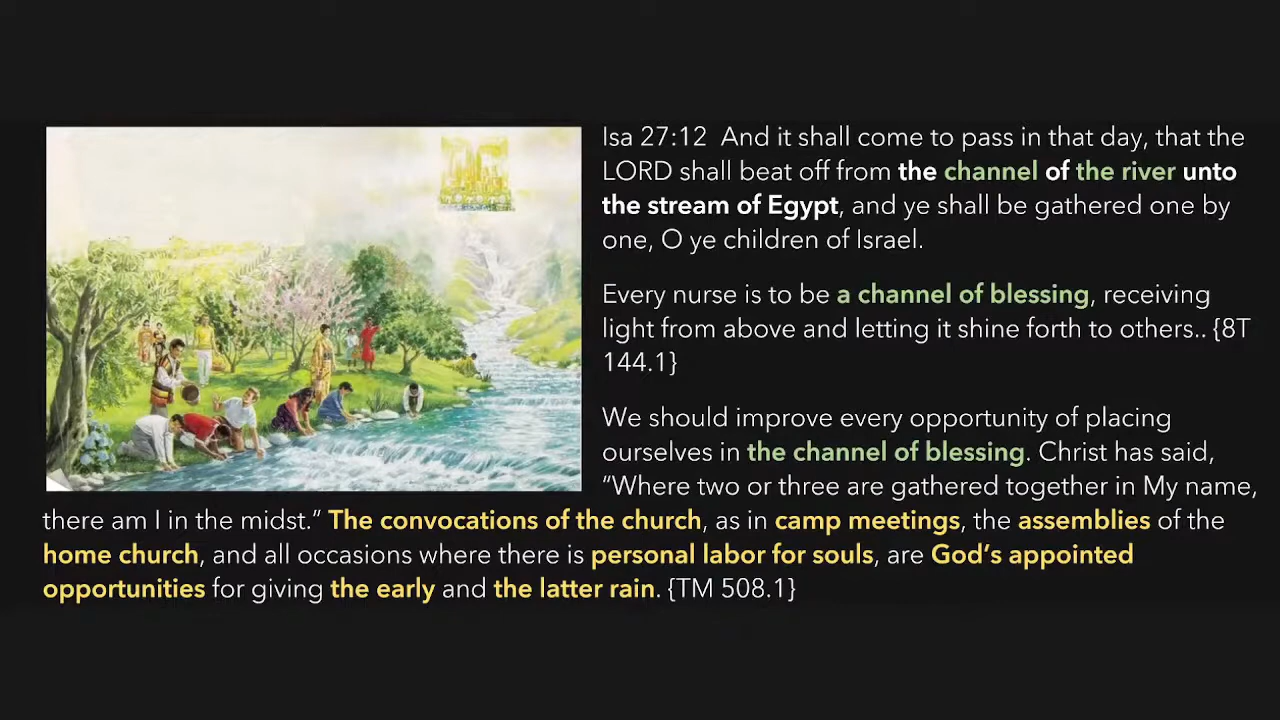 Isa 27:12  And it shall come to pass in that day, that the
LORD shall beat off from the channel of the river unto
the stream of Egypt, and ye shall be gathered one by
one, O ye children of Israel.
Every nurse is to be a channel of blessing, receiving
light from above and letting it shine forth to others.. {8T
144.1}
We should improve every opportunity of placing
ourselves in the channel of blessing. Christ has said,
“Where two or three are gathered together in My name,
there am I in the midst.” The convocations of the church, as in camp meetings, the assemblies of the
home church, and all occasions where there is personal labor for souls, are God’s appointed
opportunities for giving the early and the latter rain. {TM 508.1}